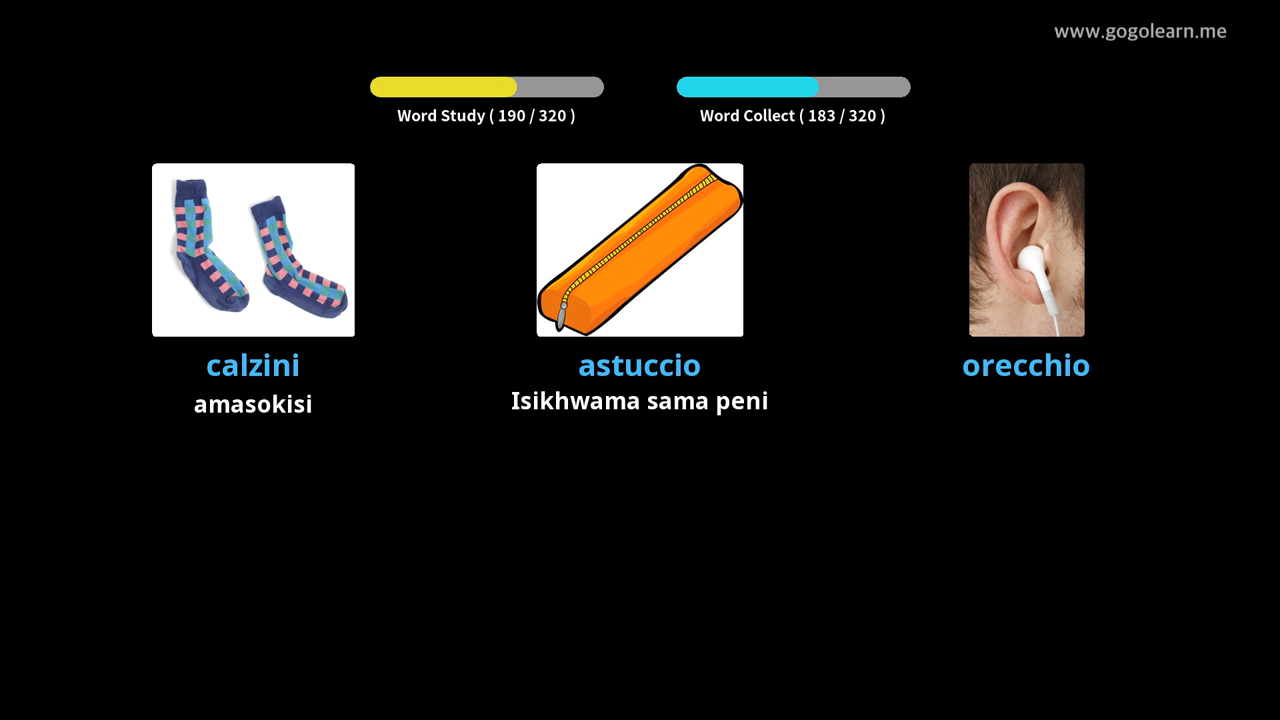 www.gogolearn.me
Word Study ( 190 / 320 )
Word Collect ( 183 / 320 )
calzini
astuccio
orecchio
amasokisi
Isikhwama sama peni